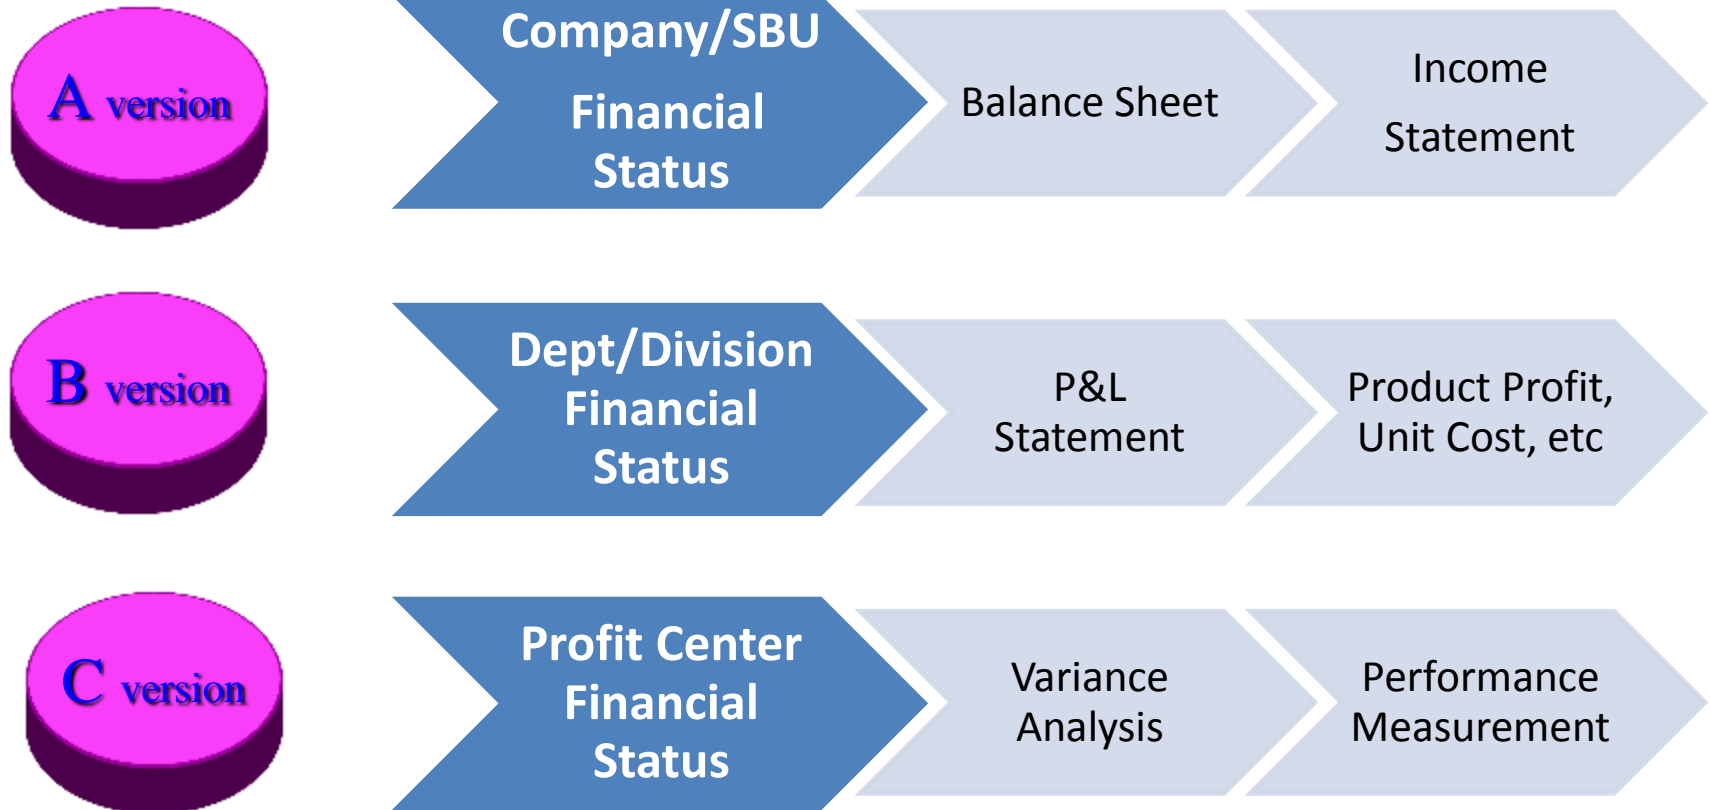 A version
Company/SBU
Financial
Status
Balance Sheet
Income
Statement
B version
Dept/Division
Financial
Status
P&L
Statement
Product Profit,
Unit Cost, etc
C version
Profit Center
Financial
Status
Variance
Analysis
Performance
Measurement